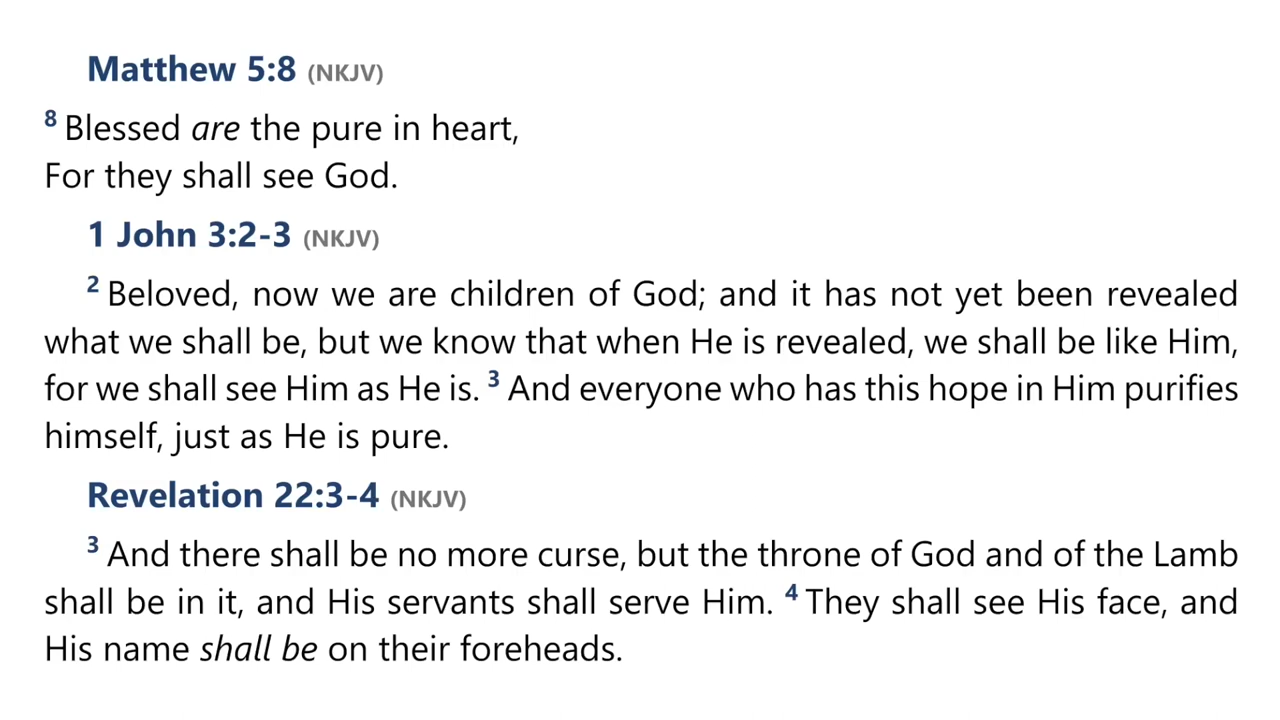 Matthew 5:8 (NKJV)
8 Blessed are the pure in heart,
For they shall see God.
1 John 3:2-3 (NKJV)
2 Beloved, now we are children of God; and it has not yet been revealed
what we shall be, but we know that when He is revealed, we shall be like Him,
for we shall see Him as He is. 3 And everyone who has this hope in Him purifies
himself, just as He is pure.
Revelation 22:3-4 (NKJV)
3 And there shall be no more curse, but the throne of God and of the Lamb
shall be in it, and His servants shall serve Him. 4 They shall see His face, and
His name shall be on their foreheads.